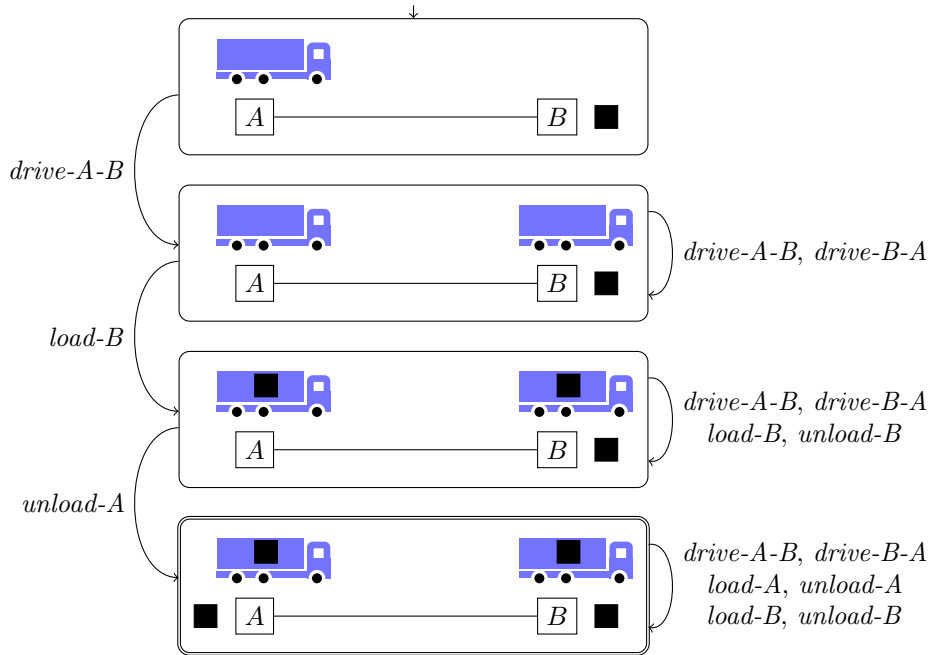 A B
drive-A-B
A B
drive-A-B, drive-B-A
load-B
A B
drive-A-B, drive-B-A
load-B, unload-B
unload-A
A B
drive-A-B, drive-B-A
load-A, unload-A
load-B, unload-B